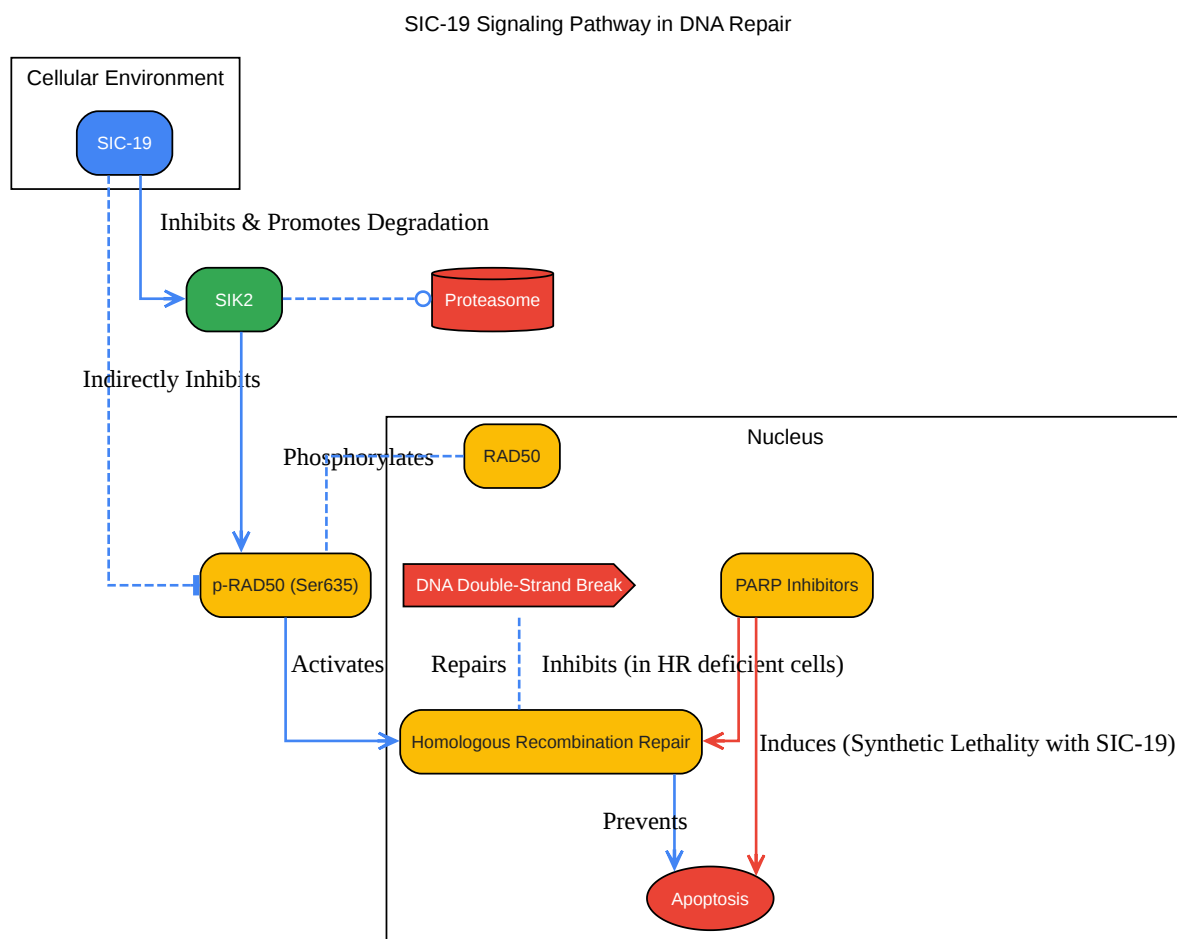 SIC-19 Signaling Pathway in DNA Repair
Cellular Environment
SIC-19
Inhibits & Promotes Degradation
SIK2
Proteasome
Indirectly Inhibits
Nucleus
Phosphorylates
RAD50
p-RAD50 (Ser635)
DNA Double-Strand Break
PARP Inhibitors
Activates
Repairs
Inhibits (in HR deficient cells)
Homologous Recombination Repair
Induces (Synthetic Lethality with SIC-19)
Prevents
Apoptosis